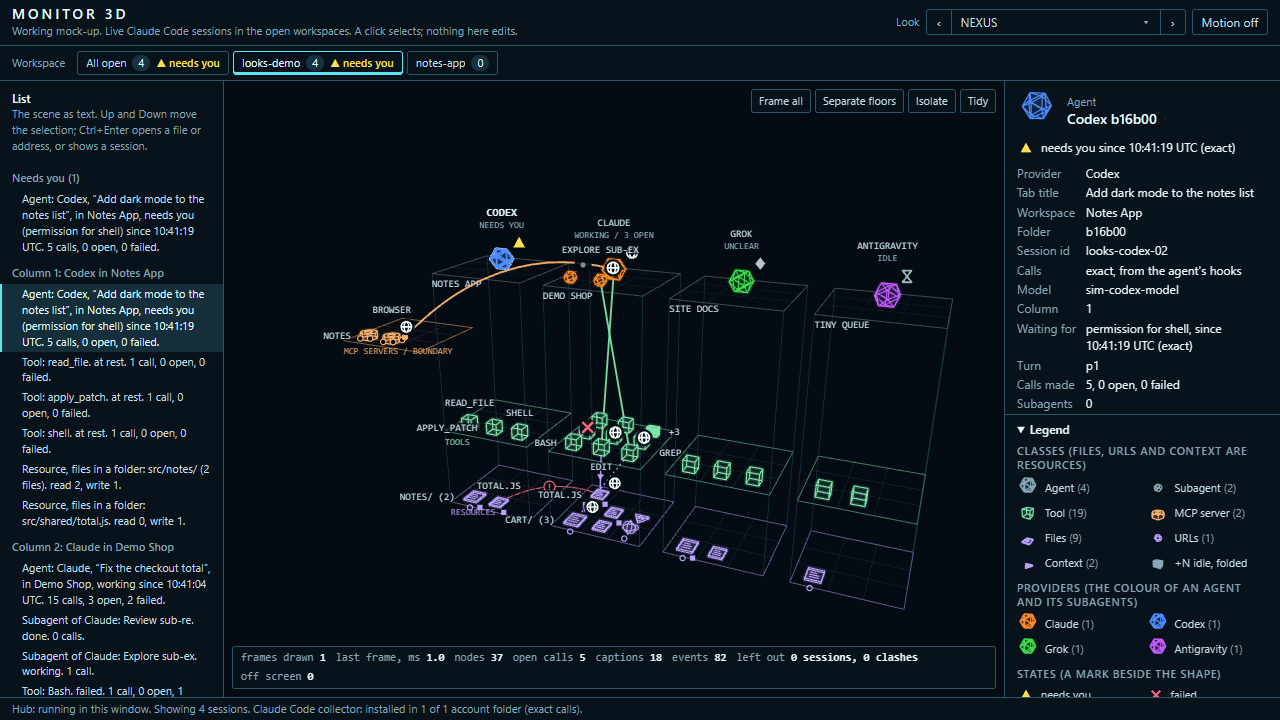 MONITOR 3D
Working mock-up. Live Claude Code sessions in the open workspaces. A click selects; nothing here edits.
Look ‹ NEXUS ›
Motion off
Workspace
All open 4 needs you
looks-demo 4 needs you
notes-app 0
List
The scene as text. Up and Down move
the selection; Ctrl+Enter opens a file or
address, or shows a session.
Needs you (1)
Agent: Codex, "Add dark mode to the
notes list", in Notes App, needs you
(permission for shell) since 10:41:19
UTC. 5 calls, 0 open, 0 failed.
Column 1: Codex in Notes App
Agent: Codex, "Add dark mode to the
notes list", in Notes App, needs you
(permission for shell) since 10:41:19
UTC. 5 calls, 0 open, 0 failed.
Tool: read_file. at rest. 1 call, 0 open, 0
failed.
Tool: apply_patch. at rest. 1 call, 0
open, 0 failed.
Tool: shell. at rest. 1 call, 0 open, 0
failed.
Resource, files in a folder: src/notes/ (2
files). read 2, write 1.
Resource, files in a folder:
src/shared/total.js. read 0, write 1.
Column 2: Claude in Demo Shop
Agent: Claude, "Fix the checkout total",
in Demo Shop, working since 10:41:04
UTC. 15 calls, 3 open, 2 failed.
Subagent of Claude: Review sub-re.
done. 0 calls.
Subagent of Claude: Explore sub-ex.
working. 1 call.
Tool: Bash. failed. 1 call, 0 open, 1
Frame all
Separate floors
Isolate
Tidy
CODEX
NEEDS YOU
CLAUDE
WORKING / 3 OPEN
EXPLORE SUB-EX
GROK
UNCLEAR
ANTIGRAVITY
IDLE
NOTES APP
DEMO SHOP
SITE DOCS
TINY QUEUE
BROWSER
NOTES
MCP SERVERS / BOUNDARY
READ_FILE
SHELL
APPLY_PATCH
TOOLS
BASH
+3
GREP
EDIT
TOTAL.JS
NOTES/ (2)
TOTAL.JS
RESOURCES
CART/ (3)
frames drawn 1 last frame, ms 1.0 nodes 37 open calls 5 captions 18 events 82 left out 0 sessions, 0 clashes
off screen 0
Agent
Codex b16b00
needs you since 10:41:19 UTC (exact)
Provider Codex
Tab title Add dark mode to the notes list
Workspace Notes App
Folder b16b00
Session id looks-codex-02
Calls exact, from the agent's hooks
Model sim-codex-model
Column 1
Waiting for permission for shell, since
10:41:19 UTC (exact)
Turn p1
Calls made 5, 0 open, 0 failed
Subagents 0
Legend
CLASSES (FILES, URLS AND CONTEXT ARE
RESOURCES)
Agent (4) Subagent (2)
Tool (19) MCP server (2)
Files (9) URLs (1)
Context (2) +N idle, folded
PROVIDERS (THE COLOUR OF AN AGENT
AND ITS SUBAGENTS)
Claude (1) Codex (1)
Grok (1) Antigravity (1)
STATES (A MARK BESIDE THE SHAPE)
needs you failed
Hub: running in this window. Showing 4 sessions. Claude Code collector: installed in 1 of 1 account folder (exact calls).